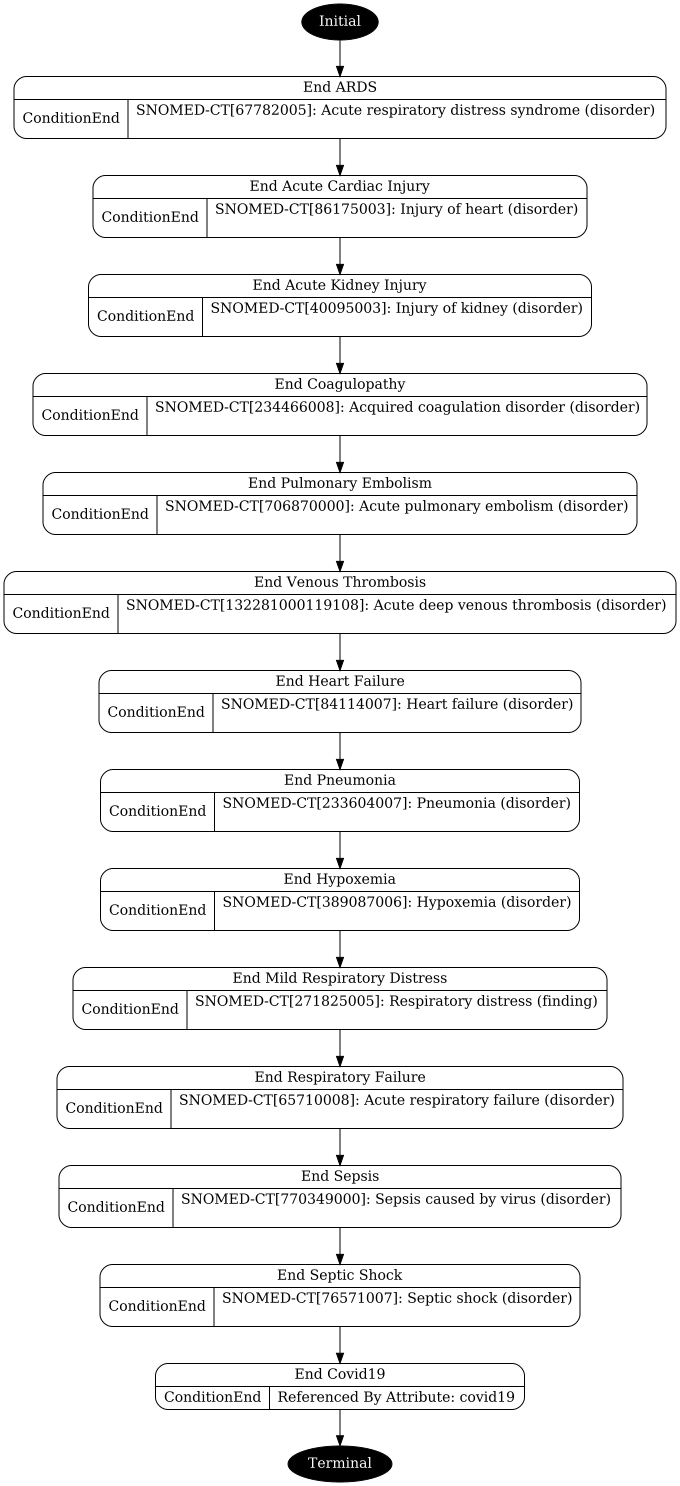 Initial
End ARDS
ConditionEnd SNOMED-CT[67782005]: Acute respiratory distress syndrome (disorder)
End Acute Cardiac Injury
ConditionEnd SNOMED-CT[86175003]: Injury of heart (disorder)
End Acute Kidney Injury
ConditionEnd SNOMED-CT[40095003]: Injury of kidney (disorder)
End Coagulopathy
ConditionEnd SNOMED-CT[234466008]: Acquired coagulation disorder (disorder)
End Pulmonary Embolism
ConditionEnd SNOMED-CT[706870000]: Acute pulmonary embolism (disorder)
End Venous Thrombosis
ConditionEnd SNOMED-CT[132281000119108]: Acute deep venous thrombosis (disorder)
End Heart Failure
ConditionEnd SNOMED-CT[84114007]: Heart failure (disorder)
End Pneumonia
ConditionEnd SNOMED-CT[233604007]: Pneumonia (disorder)
End Hypoxemia
ConditionEnd SNOMED-CT[389087006]: Hypoxemia (disorder)
End Mild Respiratory Distress
ConditionEnd SNOMED-CT[271825005]: Respiratory distress (finding)
End Respiratory Failure
ConditionEnd SNOMED-CT[65710008]: Acute respiratory failure (disorder)
End Sepsis
ConditionEnd SNOMED-CT[770349000]: Sepsis caused by virus (disorder)
End Septic Shock
ConditionEnd SNOMED-CT[76571007]: Septic shock (disorder)
End Covid19
ConditionEnd Referenced By Attribute: covid19
Terminal